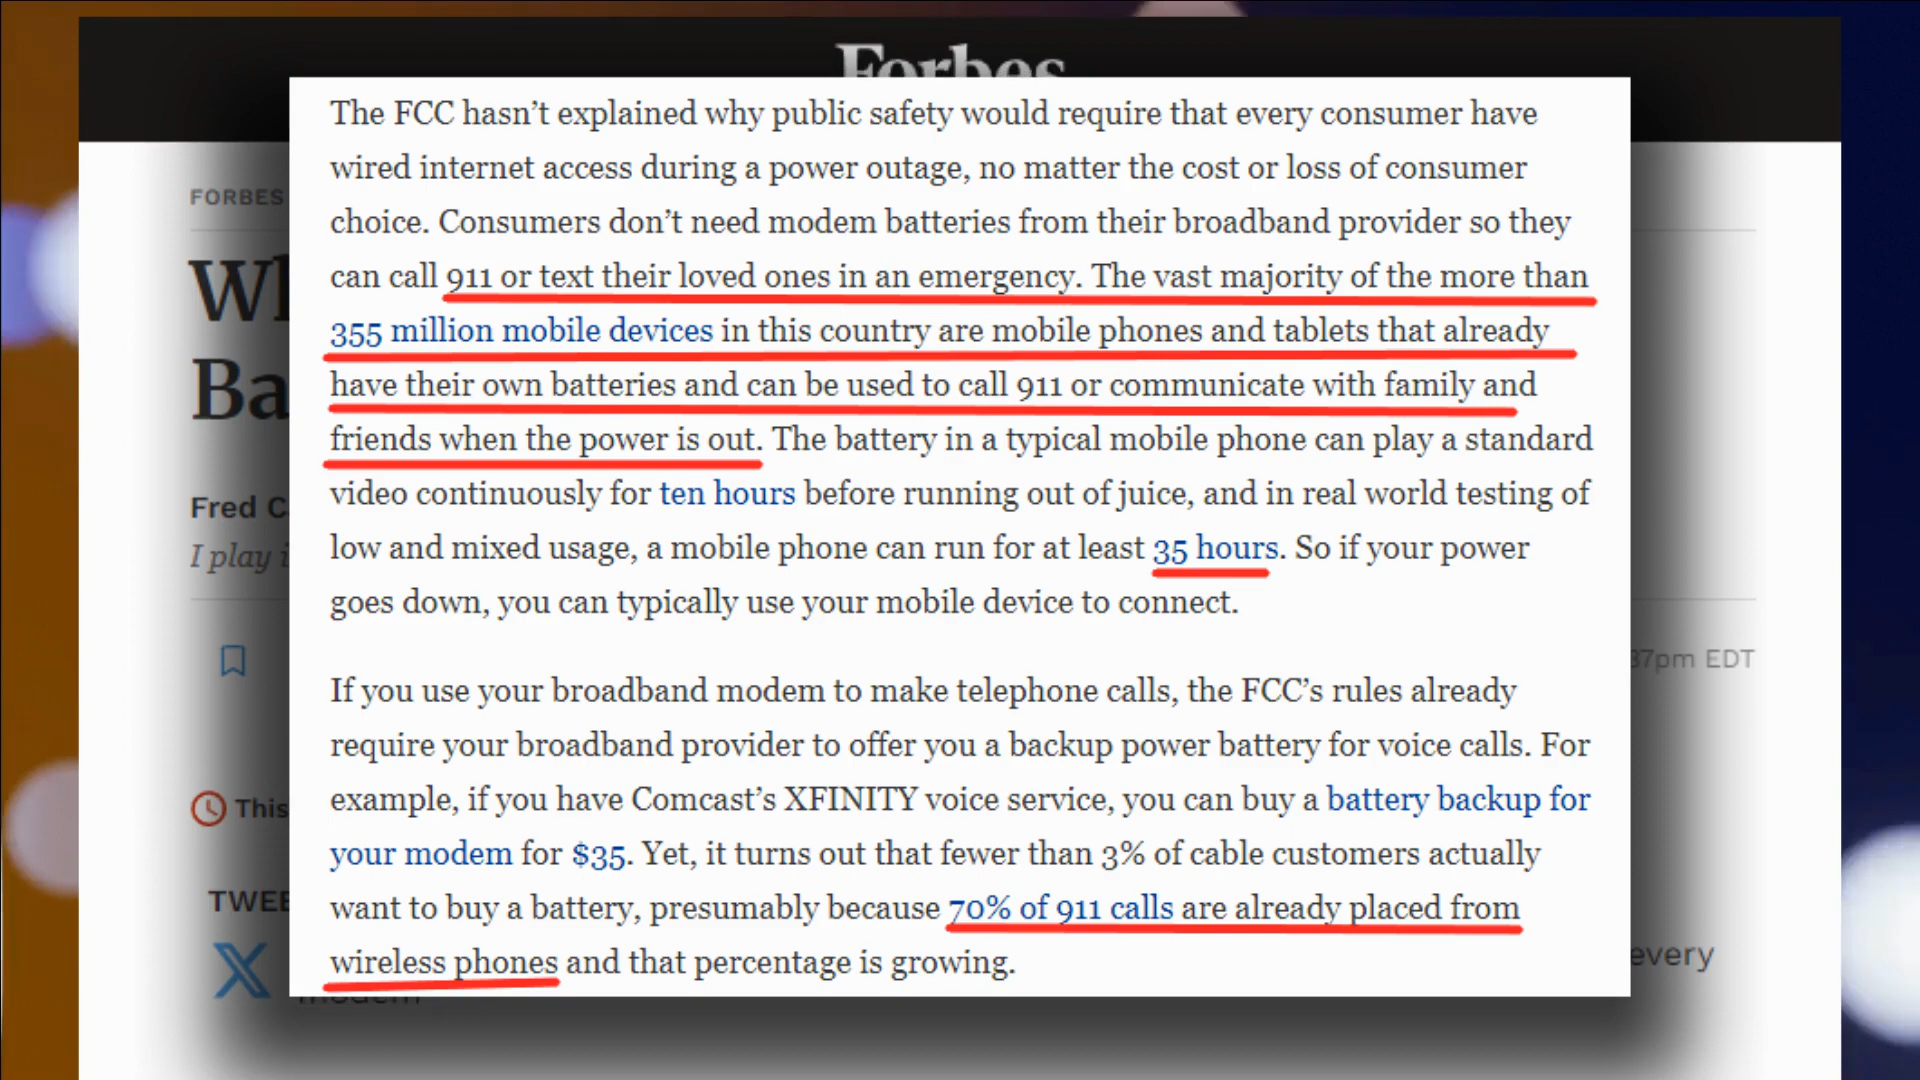 Forbes
The FCC hasn’t explained why public safety would require that every consumer have
wired internet access during a power outage, no matter the cost or loss of consumer
choice. Consumers don’t need modem batteries from their broadband provider so they
can call 911 or text their loved ones in an emergency. The vast majority of the more than
355 million mobile devices in this country are mobile phones and tablets that already
have their own batteries and can be used to call 911 or communicate with family and
friends when the power is out. The battery in a typical mobile phone can play a standard
video continuously for ten hours before running out of juice, and in real world testing of
low and mixed usage, a mobile phone can run for at least 35 hours. So if your power
goes down, you can typically use your mobile device to connect.
If you use your broadband modem to make telephone calls, the FCC’s rules already
require your broadband provider to offer you a backup power battery for voice calls. For
example, if you have Comcast’s XFINITY voice service, you can buy a battery backup for
your modem for $35. Yet, it turns out that fewer than 3% of cable customers actually
want to buy a battery, presumably because 70% of 911 calls are already placed from
wireless phones and that percentage is growing.
FORBES
Ba
Fred
I play
37pm EDT
This
every
modem